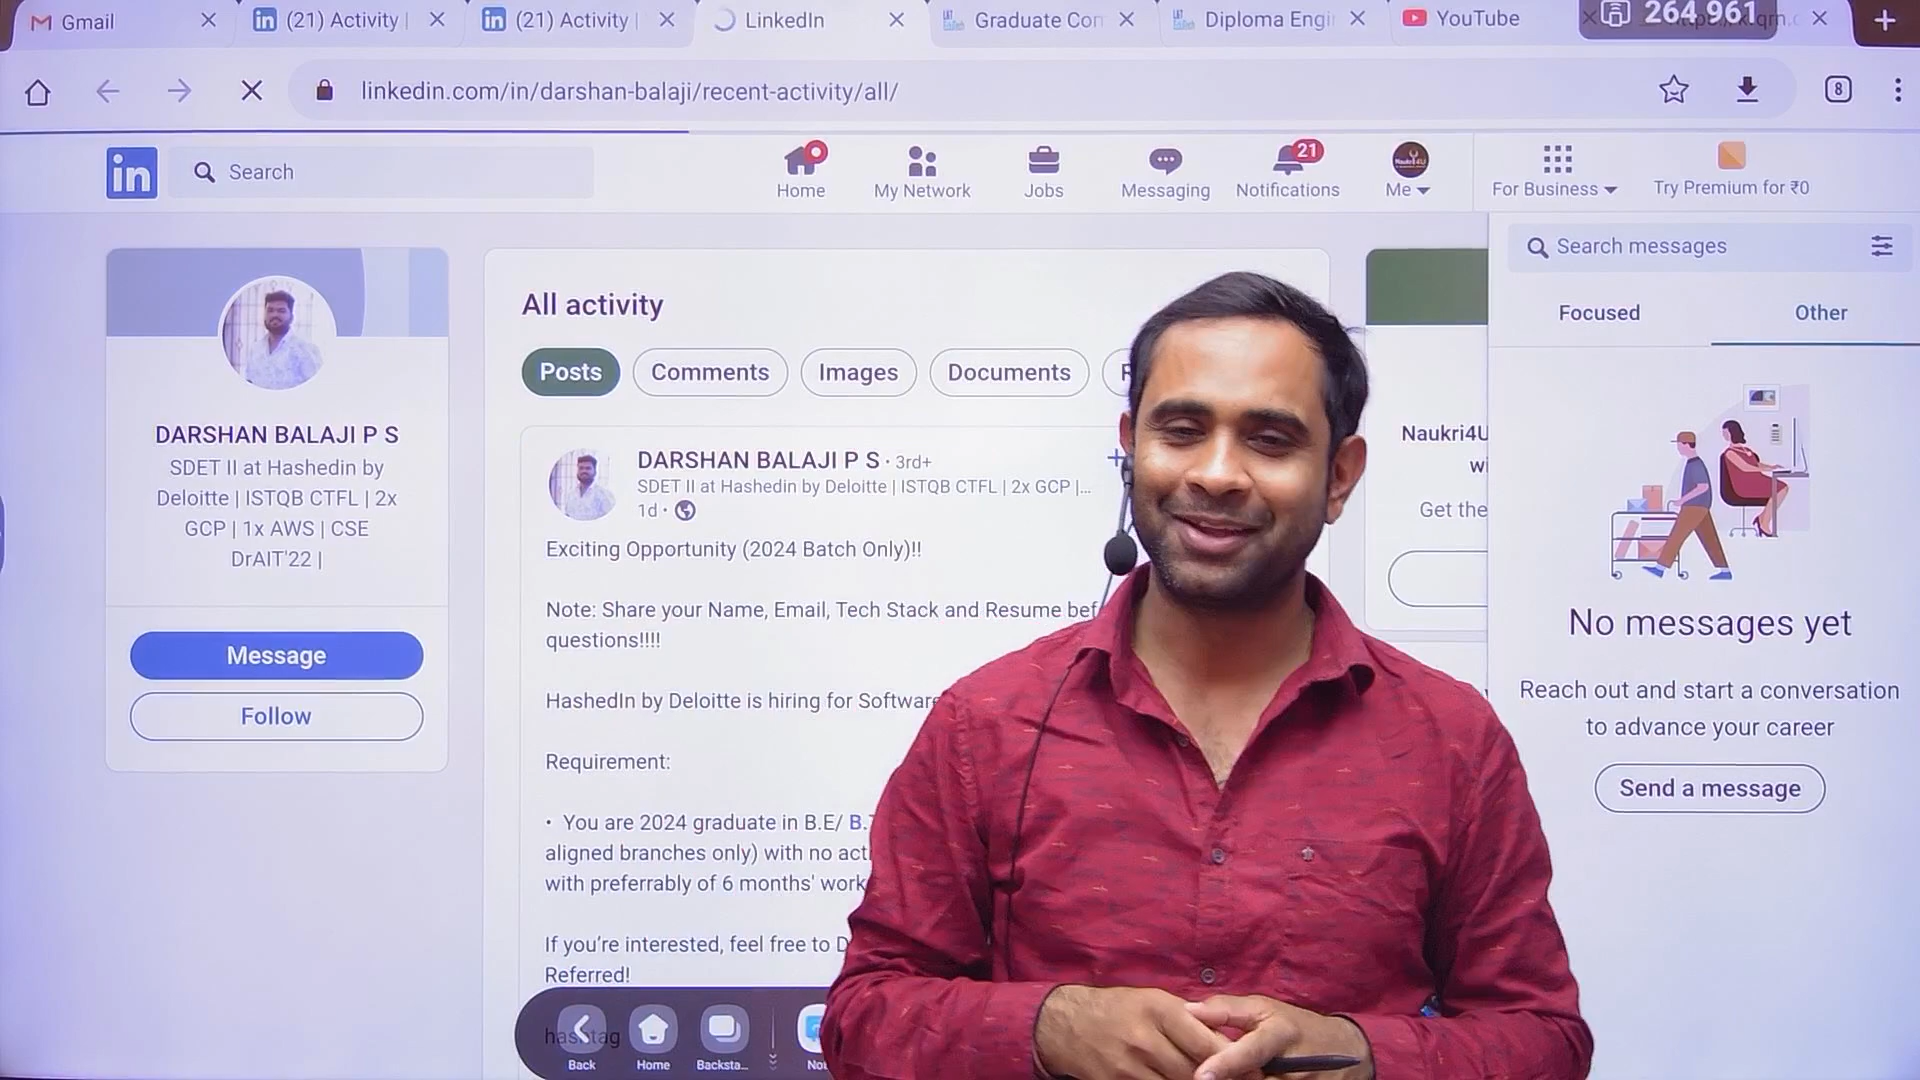 Gmail
(21) Activity |
(21) Activity |
LinkedIn
Graduate Con
Diploma Engi
YouTube
264 961
linkedin.com/in/darshan-balaji/recent-activity/all/
8
in
Search
Home
My Network
Jobs
Messaging
21
Notifications
Me
For Business
Try Premium for ₹0
DARSHAN BALAJI P S
SDET II at Hashedin by
Deloitte | ISTQB CTFL | 2x
GCP | 1x AWS | CSE
DrAIT'22 |
Message
Follow
All activity
Posts
Comments
Images
Documents
DARSHAN BALAJI P S · 3rd+
SDET II at Hashedin by Deloitte | ISTQB CTFL | 2x GCP |...
1d ·
Exciting Opportunity (2024 Batch Only)!!
Note: Share your Name, Email, Tech Stack and Resume bef
questions!!!!
HashedIn by Deloitte is hiring for Software
Requirement:
• You are 2024 graduate in B.E/ B.T
aligned branches only) with no acti
with preferrably of 6 months' work
If you’re interested, feel free to D
Referred!
hashtag
Back
Home
Backsta...
Naukri4U
wi
Get the
Search messages
Focused
Other
No messages yet
Reach out and start a conversation
to advance your career
Send a message